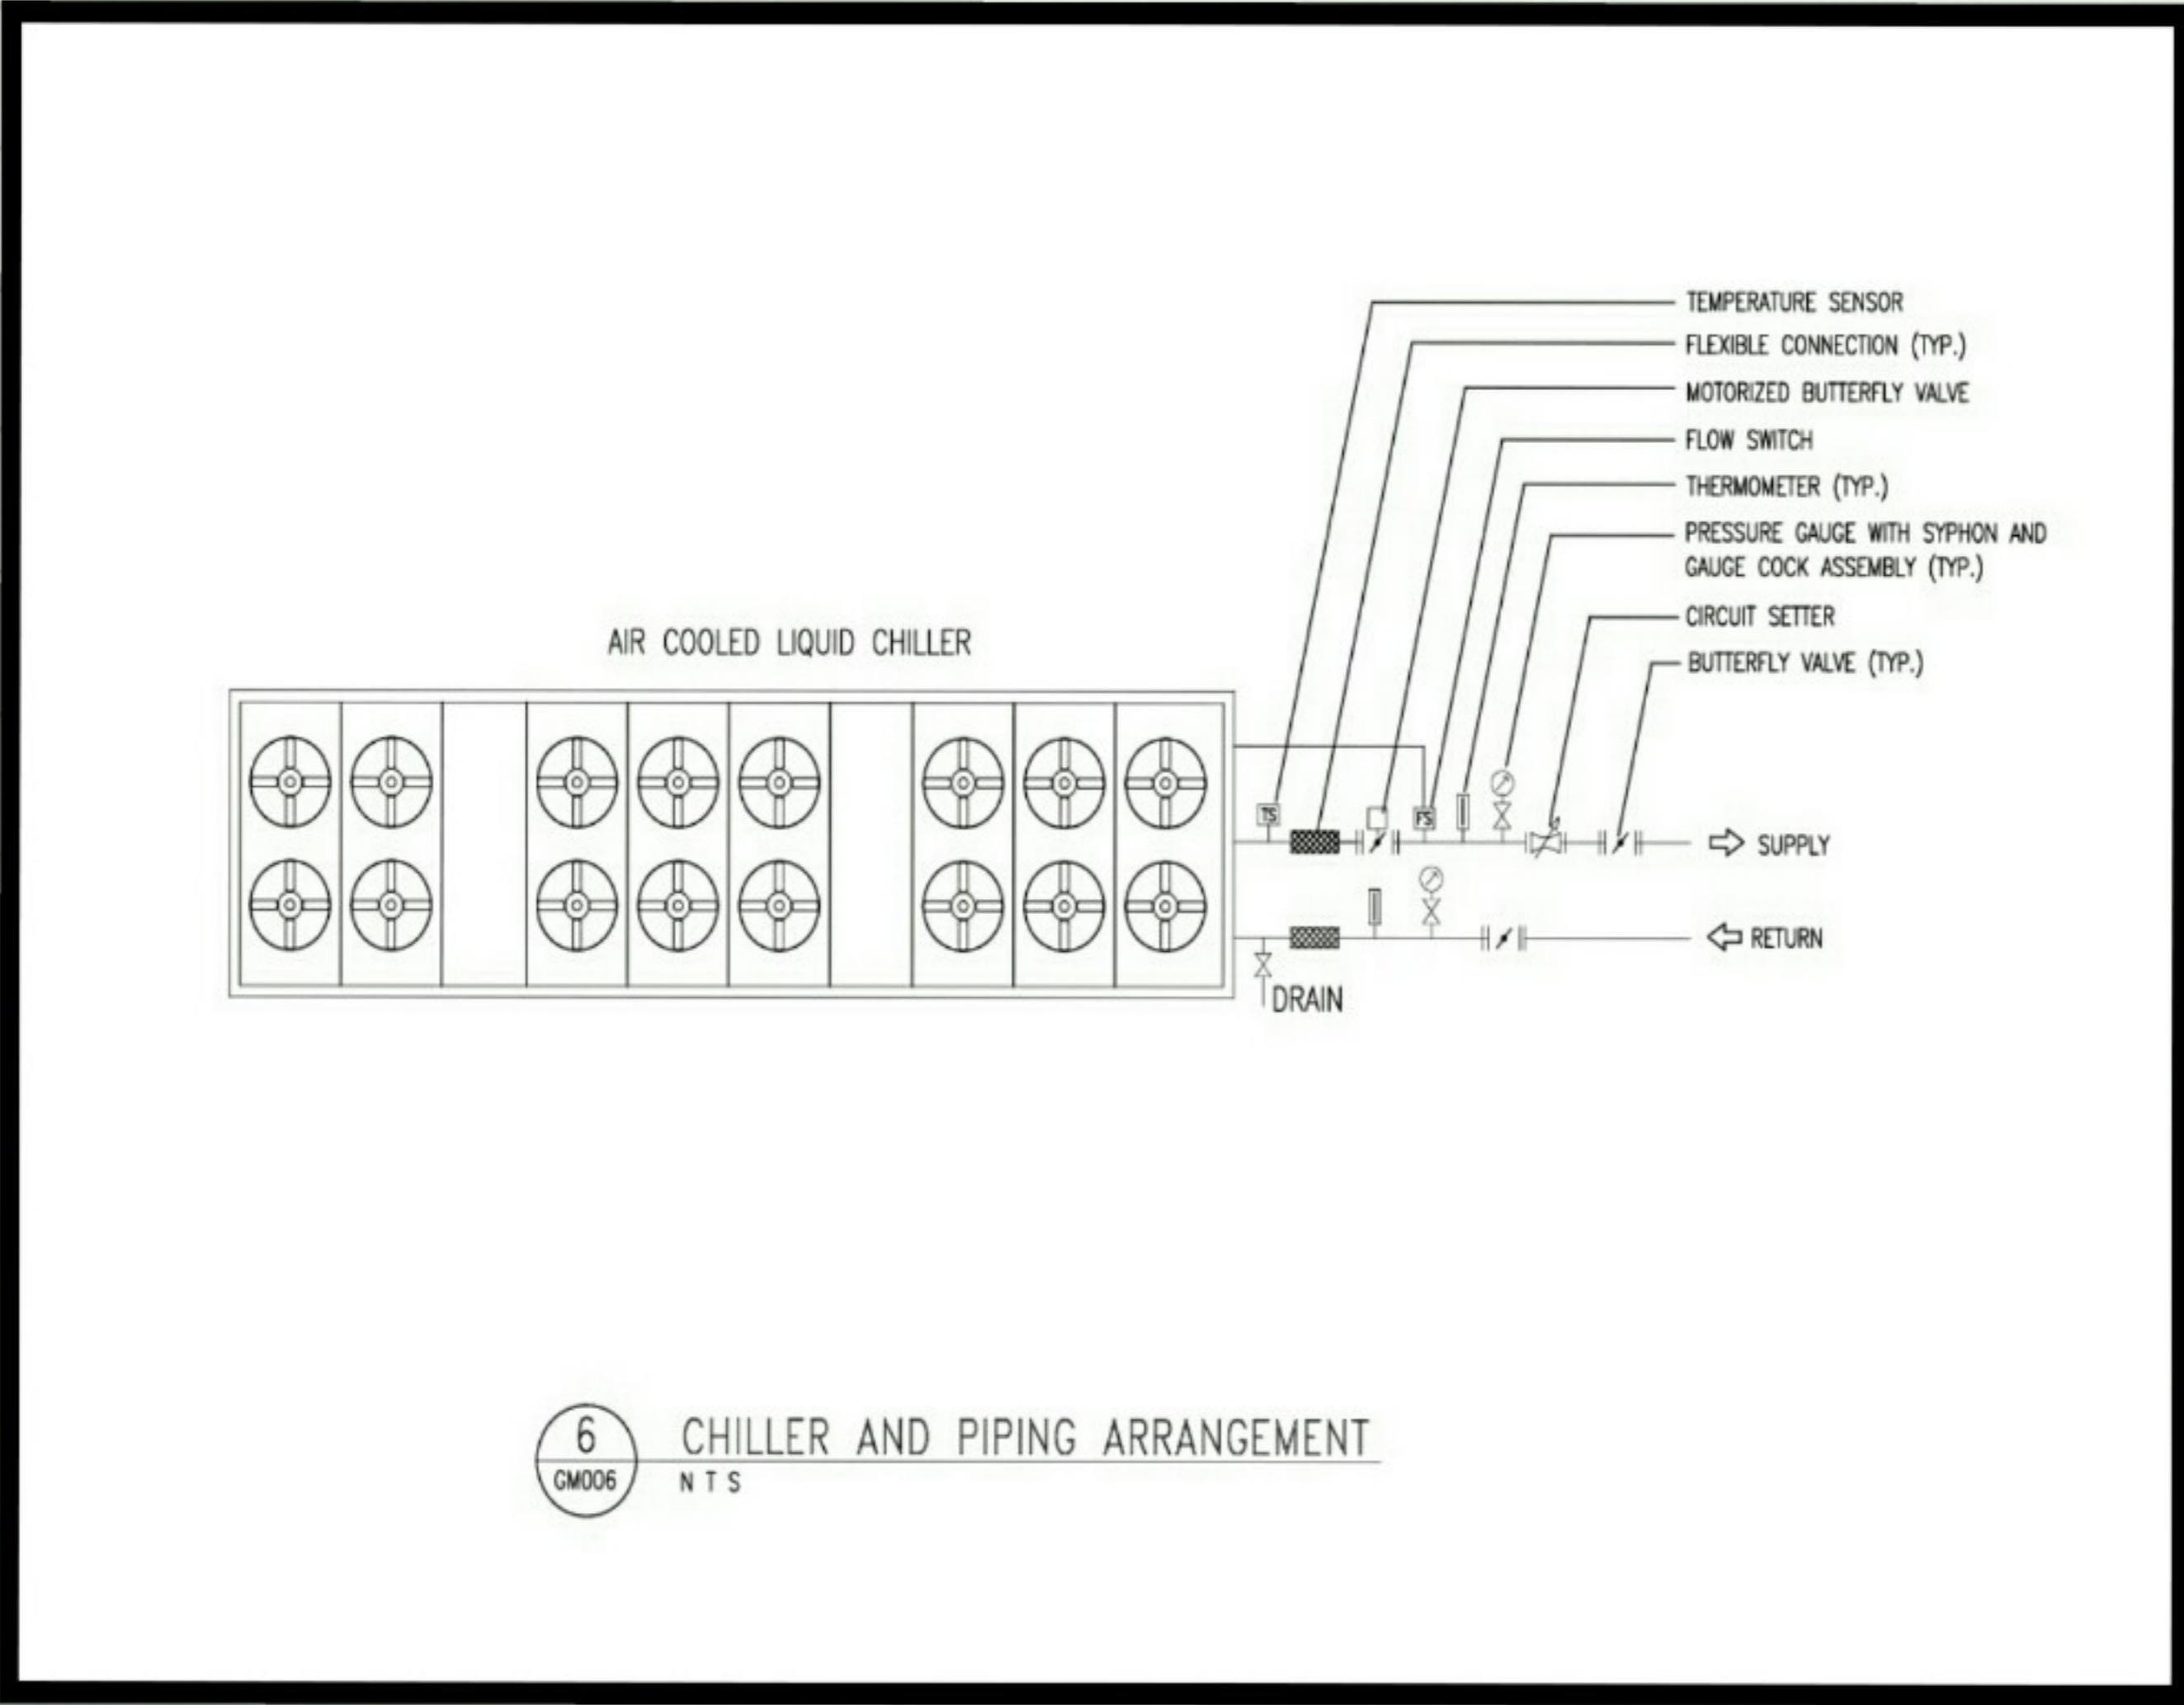 TEMPERATURE SENSOR
FLEXIBLE CONNECTION (TYP.)
MOTORIZED BUTTERFLY VALVE
FLOW SWITCH
THERMOMETER (TYP.)
PRESSURE GAUGE WITH SYPHON AND
GAUGE COCK ASSEMBLY (TYP.)
CIRCUIT SETTER
BUTTERFLY VALVE (TYP.)
AIR COOLED LIQUID CHILLER
TS
FS
SUPPLY
RETURN
DRAIN
6
GM006
CHILLER AND PIPING ARRANGEMENT
N T S